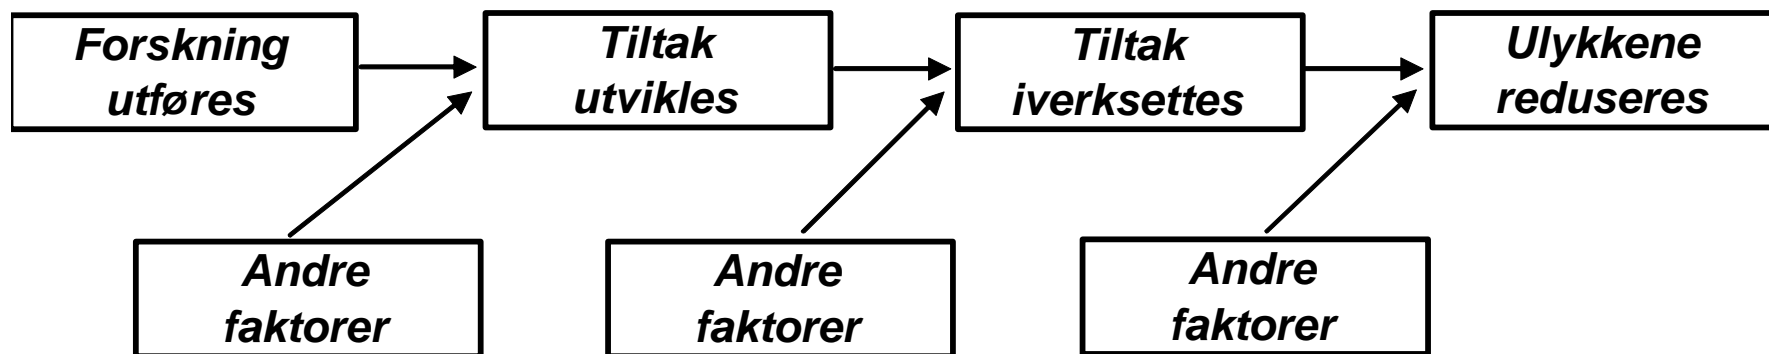 Forskning
utføres
Tiltak
utvikles
Tiltak
iverksettes
Ulykkene
reduseres
Andre
faktorer
Andre
faktorer
Andre
faktorer